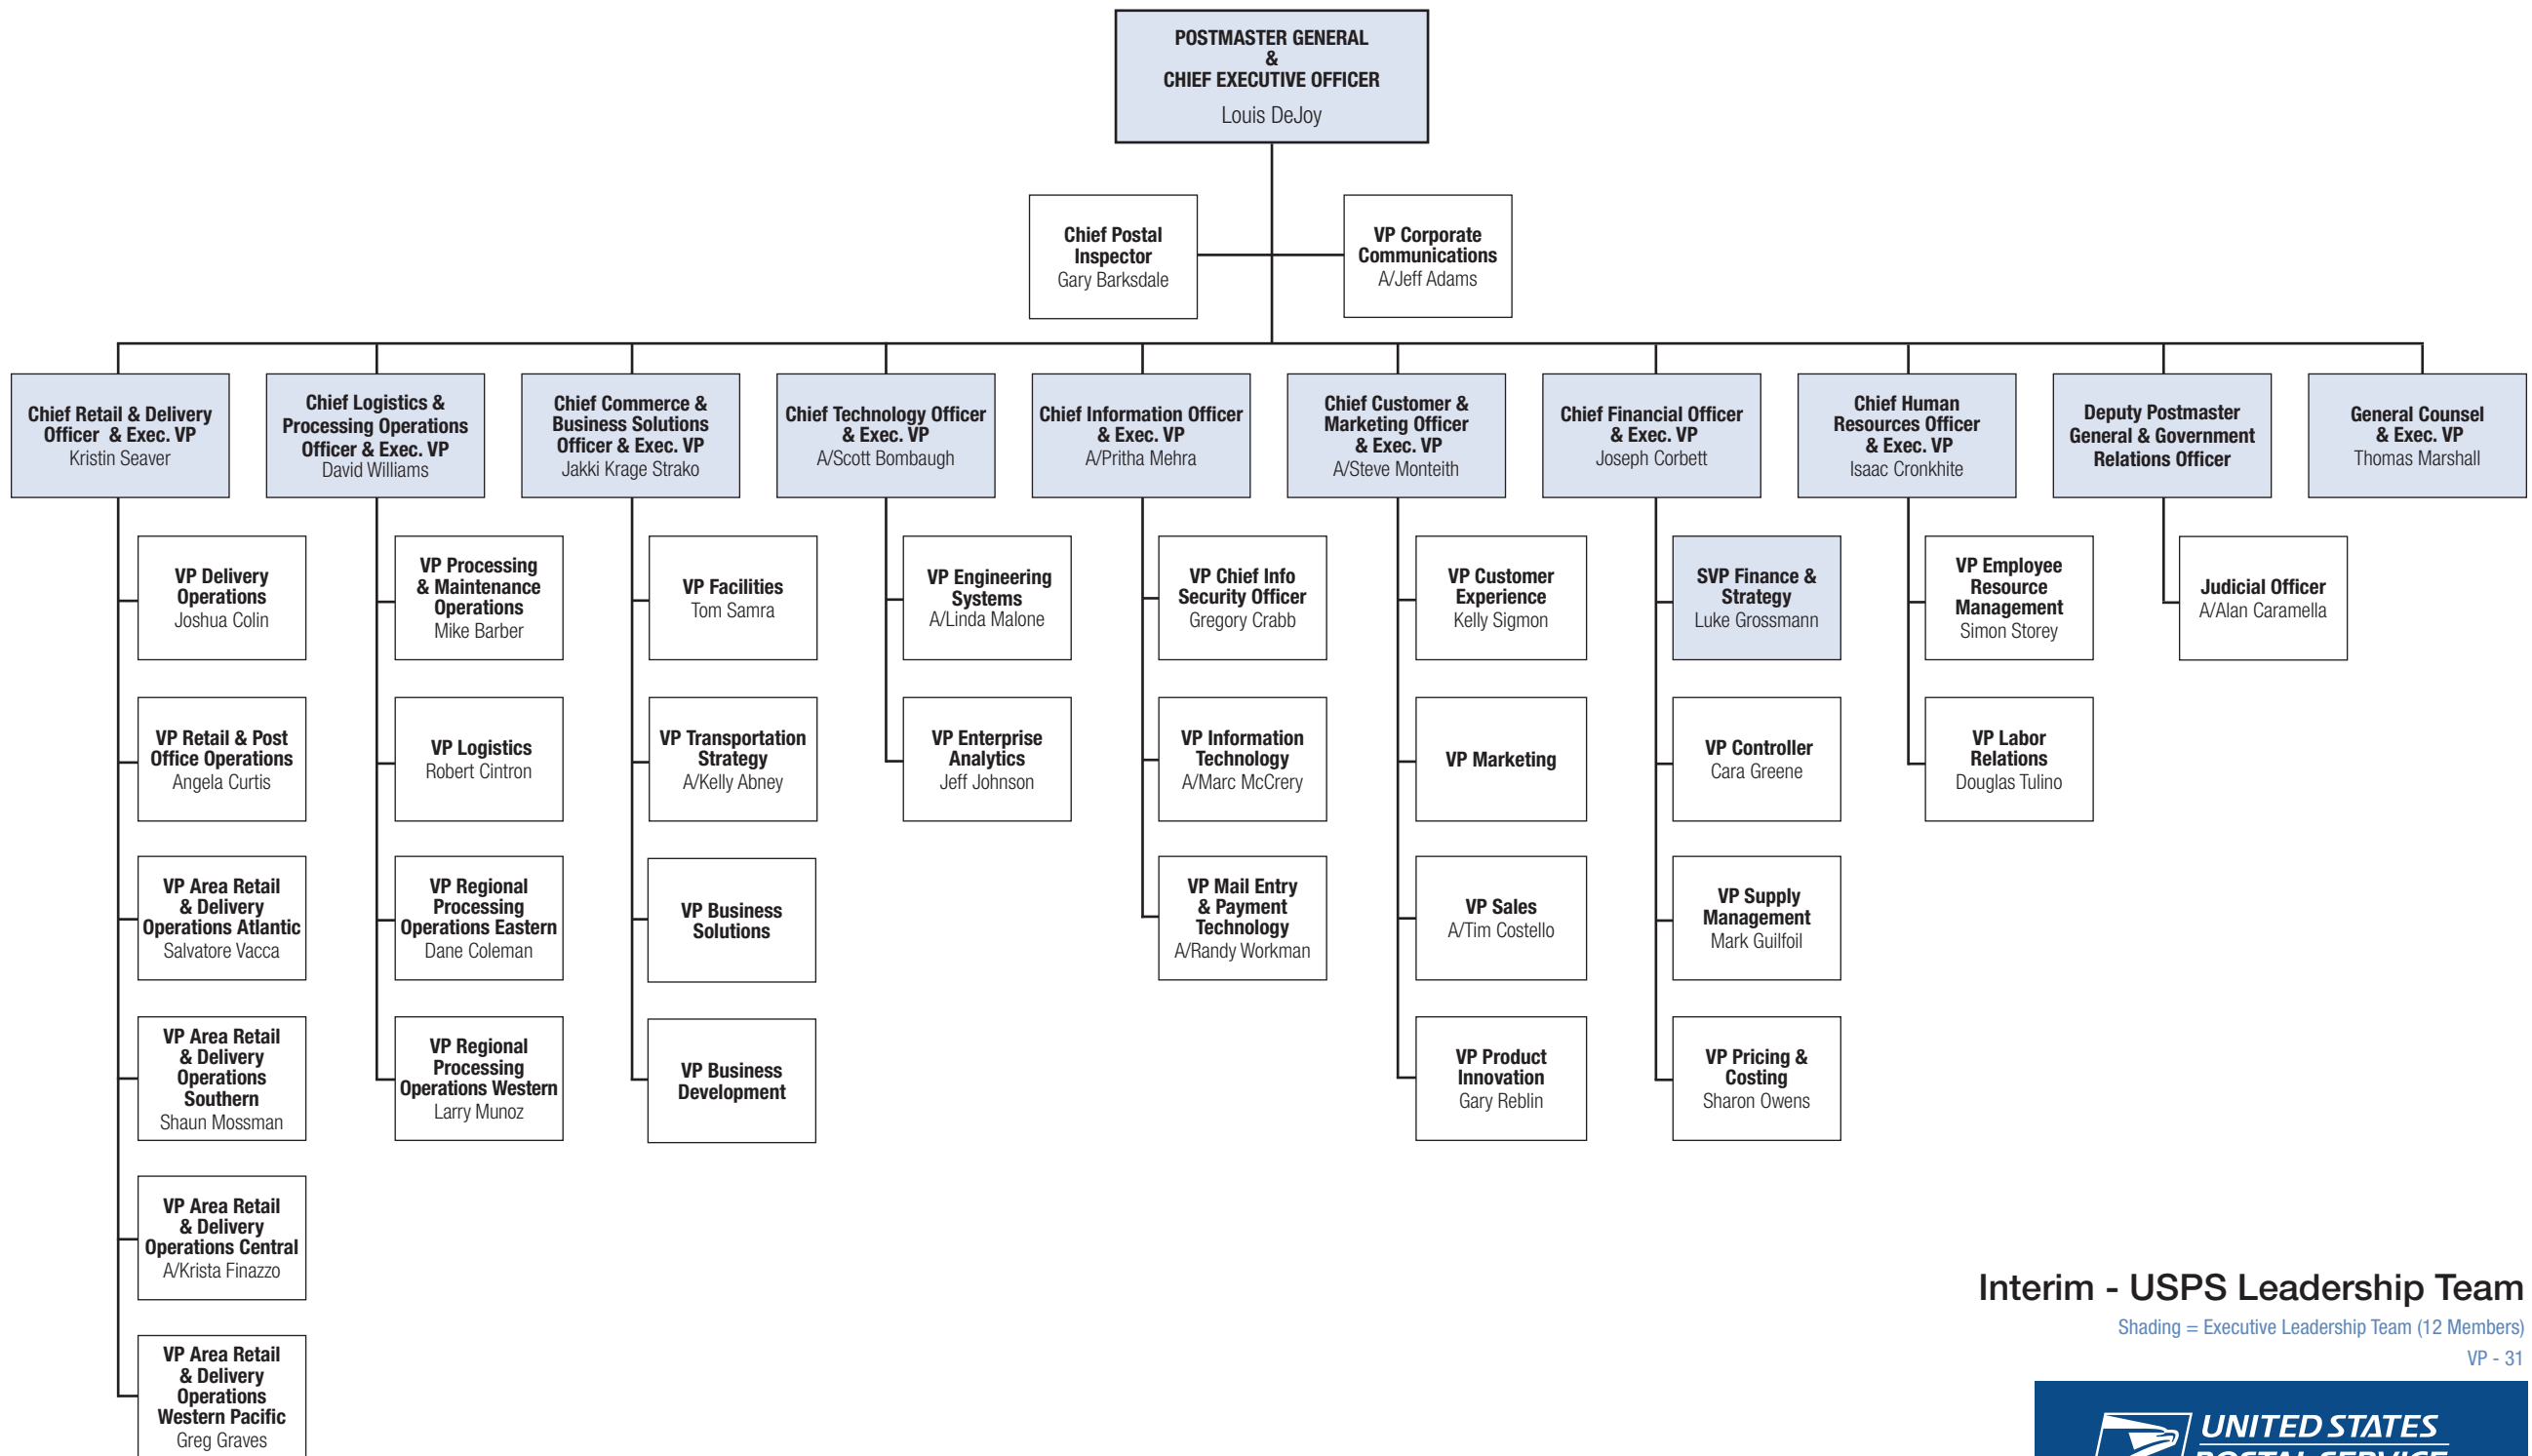 POSTMASTER GENERAL
&
CHIEF EXECUTIVE OFFICER
Louis DeJoy
Chief Postal
Inspector
Gary Barksdale
VP Corporate
Communications
A/Jeff Adams
Chief Retail & Delivery
Officer & Exec. VP
Kristin Seaver
Chief Logistics &
Processing Operations
Officer & Exec. VP
David Williams
Chief Commerce &
Business Solutions
Officer & Exec. VP
Jakki Krage Strako
Chief Technology Officer
& Exec. VP
A/Scott Bombaugh
Chief Information Officer
& Exec. VP
A/Pritha Mehra
Chief Customer &
Marketing Officer
& Exec. VP
A/Steve Monteith
Chief Financial Officer
& Exec. VP
Joseph Corbett
Chief Human
Resources Officer
& Exec. VP
Isaac Cronkhite
Deputy Postmaster
General & Government
Relations Officer
General Counsel
& Exec. VP
Thomas Marshall
VP Delivery
Operations
Joshua Colin
VP Retail & Post
Office Operations
Angela Curtis
VP Area Retail
& Delivery
Operations Atlantic
Salvatore Vacca
VP Area Retail
& Delivery
Operations
Southern
Shaun Mossman
VP Area Retail
& Delivery
Operations Central
A/Krista Finazzo
VP Area Retail
& Delivery
Operations
Western Pacific
Greg Graves
VP Processing
& Maintenance
Operations
Mike Barber
VP Logistics
Robert Cintron
VP Regional
Processing
Operations Eastern
Dane Coleman
VP Regional
Processing
Operations Western
Larry Munoz
VP Facilities
Tom Samra
VP Transportation
Strategy
A/Kelly Abney
VP Business
Solutions
VP Business
Development
VP Engineering
Systems
A/Linda Malone
VP Enterprise
Analytics
Jeff Johnson
VP Chief Info
Security Officer
Gregory Crabb
VP Information
Technology
A/Marc McCrery
VP Mail Entry
& Payment
Technology
A/Randy Workman
VP Customer
Experience
Kelly Sigmon
VP Marketing
VP Sales
A/Tim Costello
VP Product
Innovation
Gary Reblin
SVP Finance &
Strategy
Luke Grossmann
VP Controller
Cara Greene
VP Supply
Management
Mark Guilfoil
VP Pricing &
Costing
Sharon Owens
VP Employee
Resource
Management
Simon Storey
VP Labor
Relations
Douglas Tulino
Judicial Officer
A/Alan Caramella
Interim - USPS Leadership Team
Shading = Executive Leadership Team (12 Members)
VP - 31
UNITED STATES
POSTAL SERVICE